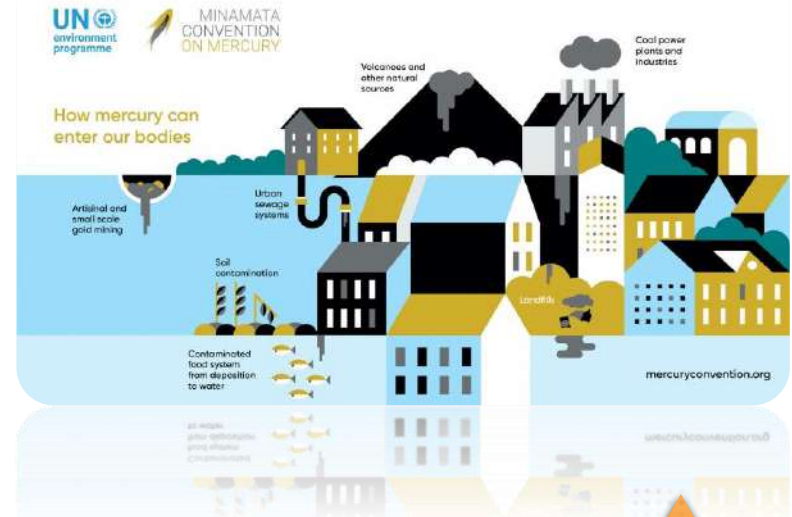 UN
environment
programme
MINAMATA
CONVENTION
ON MERCURY
How mercury can
enter our bodies
Volcanoes and
other natural
sources
Coal power
plants and
industries
Artisinal and
small scale
gold mining
Urban
sewage
systems
Soil
contamination
Landfills
Contaminated
food system
from deposition
to water
mercuryconvention.org